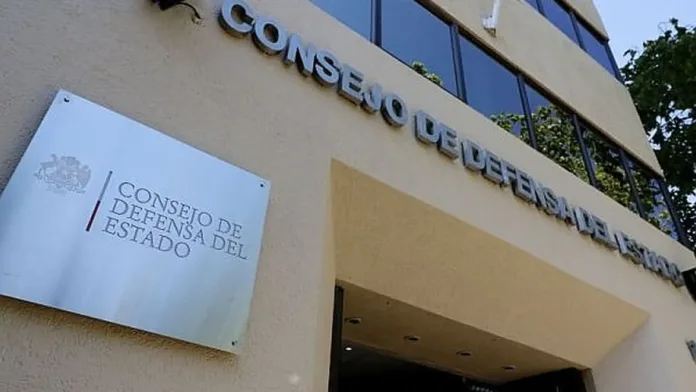 CONSEJO DE DEFENSA DEL ESTADO
CONSEJO DE
DEFENSA DEL
ESTADO